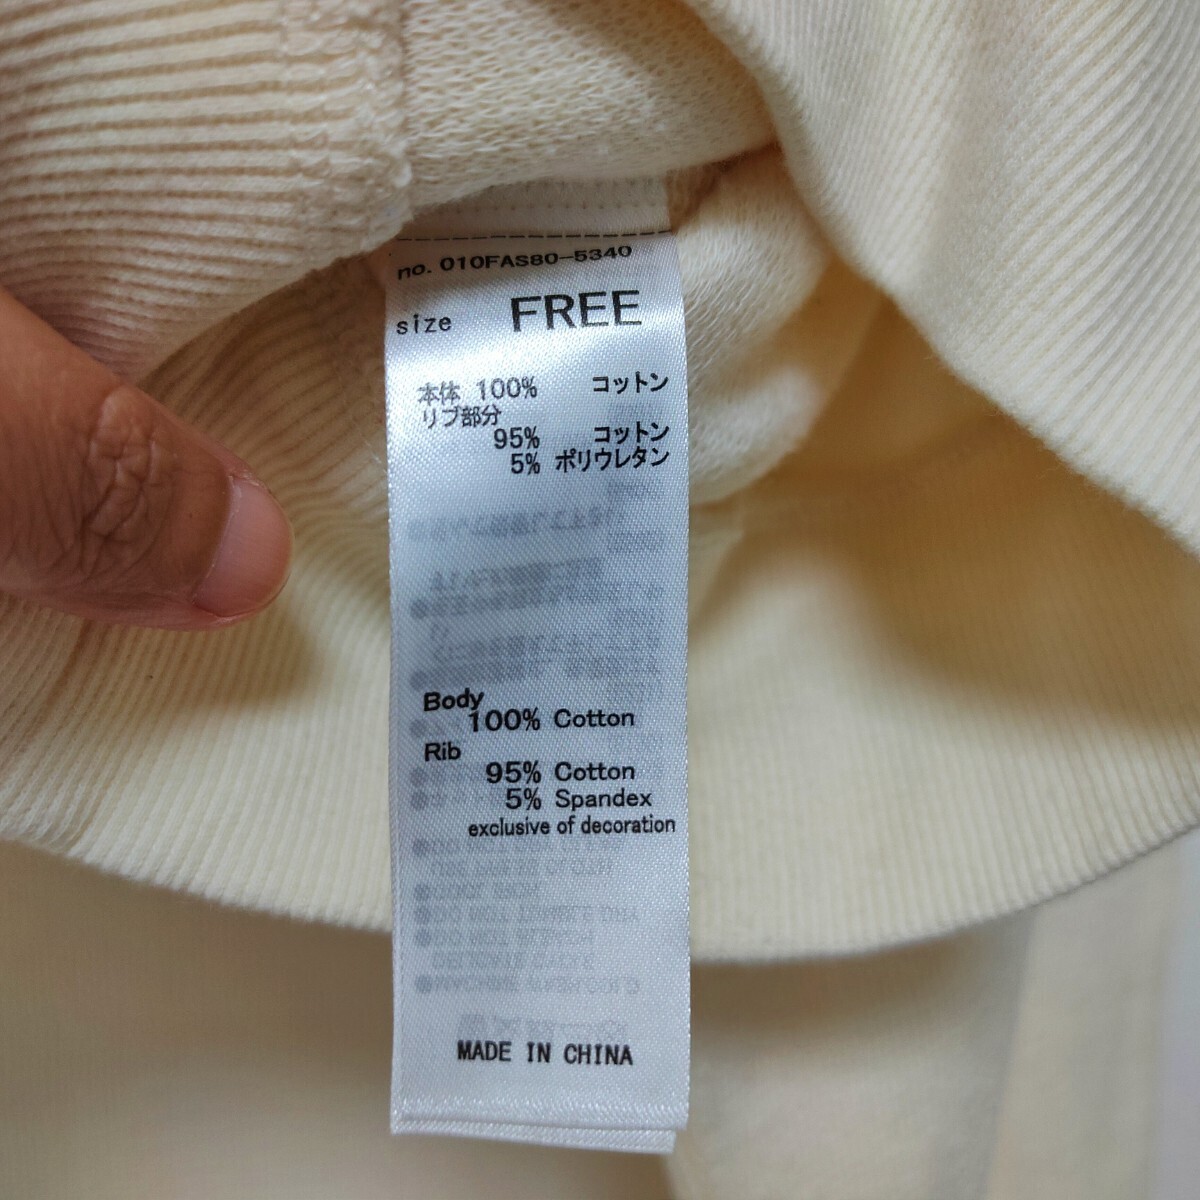 no. 010FAS80-5340
size FREE
本体 100% コットン
リブ部分
95% コットン
5% ポリウレタン
Body
100% Cotton
Rib
95% Cotton
5% Spandex
exclusive of decoration
MADE IN CHINA